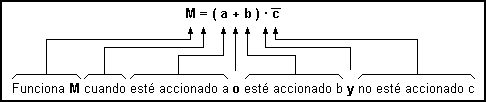 M = ( a + b ) · c̅
Funciona M cuando esté accionado a o esté accionado b y no esté accionado c